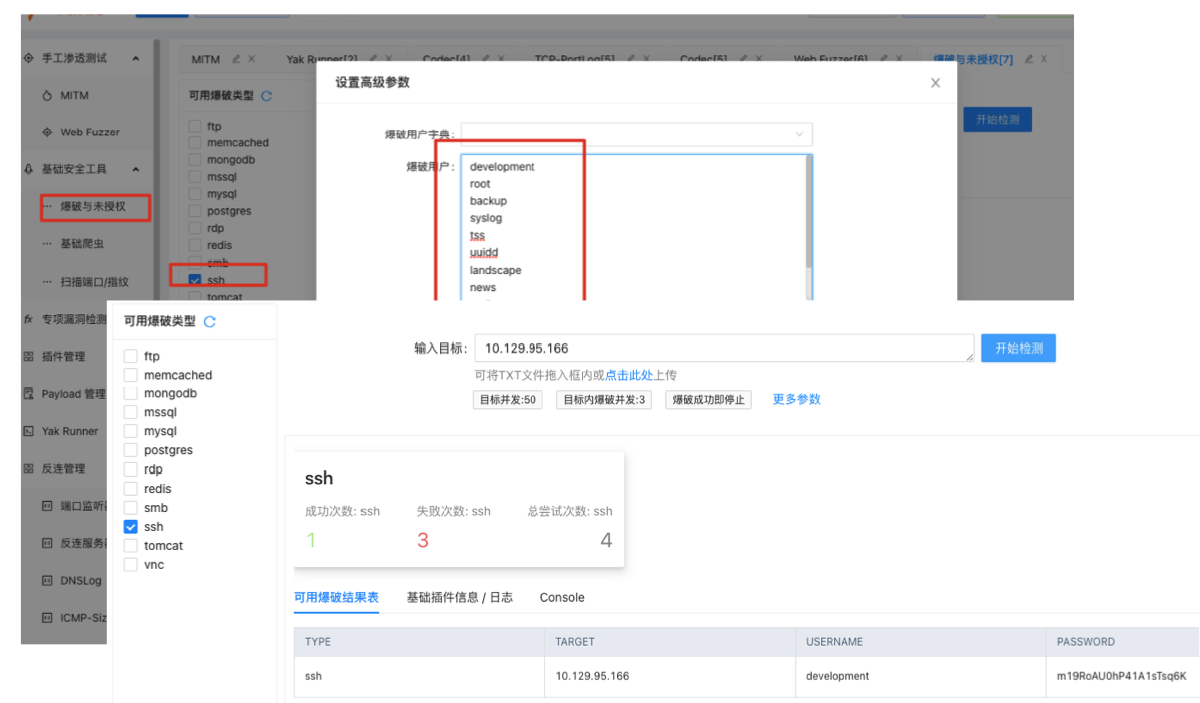 手工渗透测试
MITM
Web Fuzzer
基础安全工具
爆破与未授权
基础爬虫
扫描端口/指纹
专项漏洞检测
插件管理
Payload 管理
Yak Runner
反连管理
端口监听
反连服务
DNSLog
ICMP-Siz
MITM
Yak Runner[2]
Codec[4]
TCP-PortLog[5]
Codec[5]
Web Fuzzer[6]
爆破与未授权[7]
可用爆破类型
ftp
memcached
mongodb
mssql
mysql
postgres
rdp
redis
smb
ssh
tomcat
开始检测
设置高级参数
爆破用户字典:
爆破用户:
development
root
backup
syslog
tss
uuidd
landscape
news
可用爆破类型
ftp
memcached
mongodb
mssql
mysql
postgres
rdp
redis
smb
ssh
tomcat
vnc
输入目标: 10.129.95.166 开始检测
可将TXT文件拖入框内或点击此处上传
目标并发:50 目标内爆破并发:3 爆破成功即停止 更多参数
ssh
成功次数: ssh 失败次数: ssh 总尝试次数: ssh
1 3 4
可用爆破结果表 基础插件信息 / 日志 Console
TYPE TARGET USERNAME PASSWORD
ssh 10.129.95.166 development m19RoAU0hP41A1sTsq6K